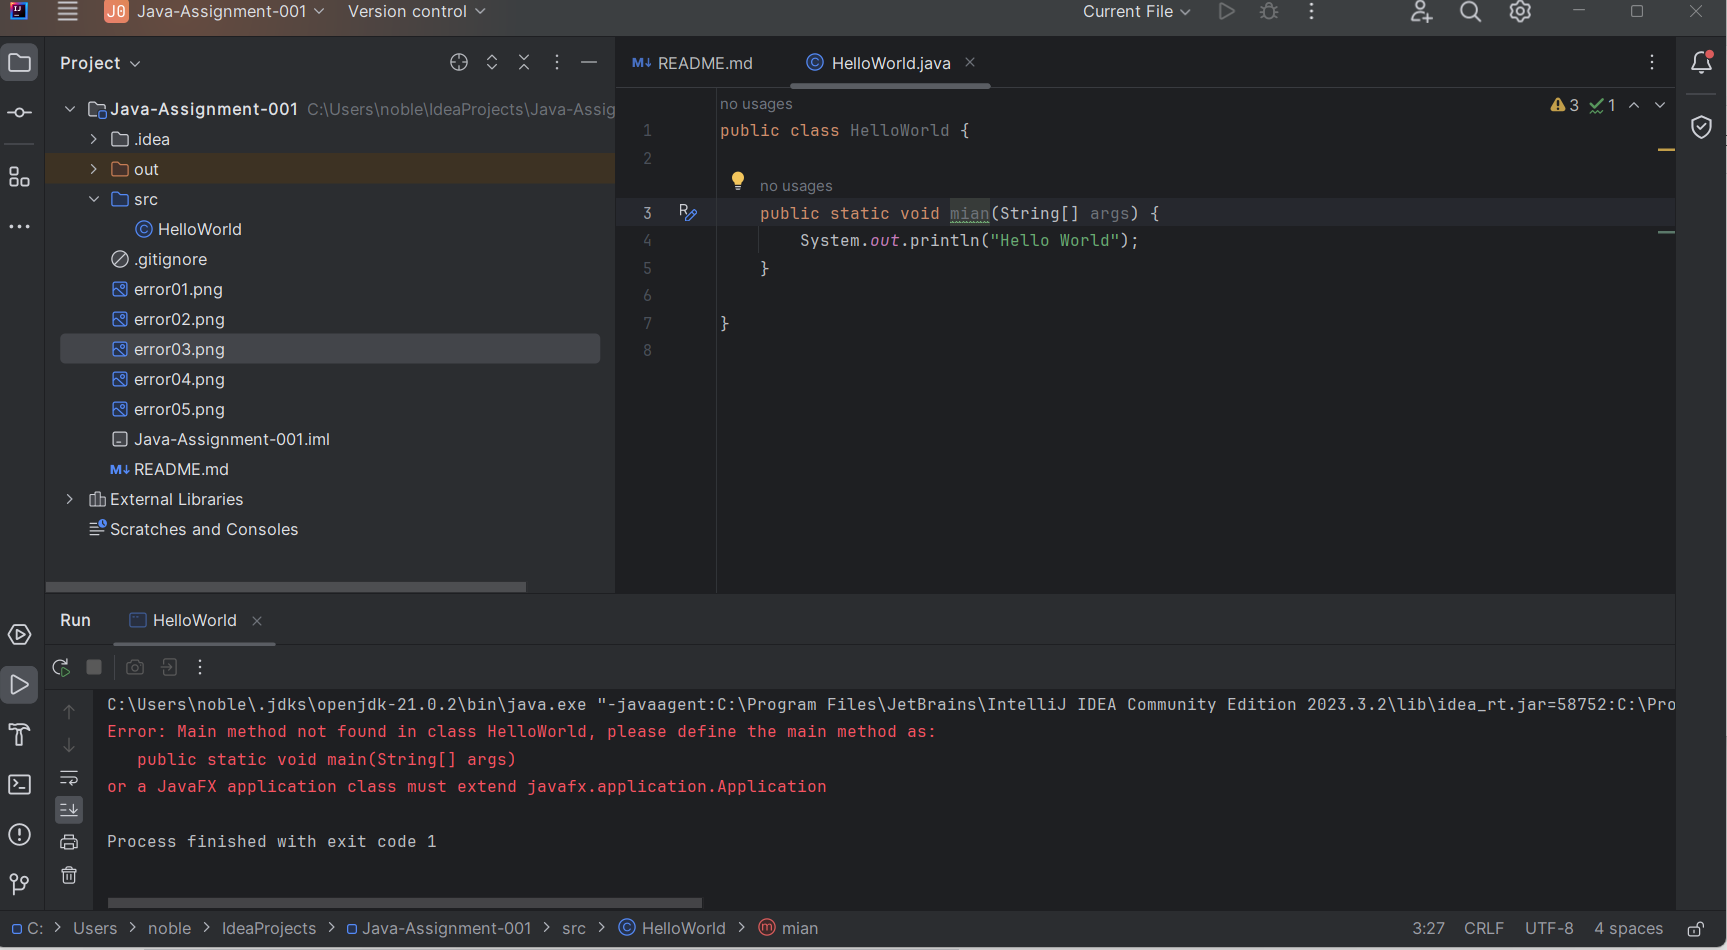 J0 Java-Assignment-001 Version control Current File
Project
README.md HelloWorld.java
Java-Assignment-001 C:\Users\noble\IdeaProjects\Java-Assig
.idea
out
src
HelloWorld
.gitignore
error01.png
error02.png
error03.png
error04.png
error05.png
Java-Assignment-001.iml
README.md
External Libraries
Scratches and Consoles
no usages
3 1
1 public class HelloWorld {
2
no usages
3 public static void mian(String[] args) {
4 System.out.println("Hello World");
5 }
6
7 }
8
Run HelloWorld
C:\Users\noble\.jdks\openjdk-21.0.2\bin\java.exe "-javaagent:C:\Program Files\JetBrains\IntelliJ IDEA Community Edition 2023.3.2\lib\idea_rt.jar=58752:C:\Pro
Error: Main method not found in class HelloWorld, please define the main method as:
public static void main(String[] args)
or a JavaFX application class must extend javafx.application.Application
Process finished with exit code 1
C: > Users > noble > IdeaProjects > Java-Assignment-001 > src > HelloWorld > mian 3:27 CRLF UTF-8 4 spaces